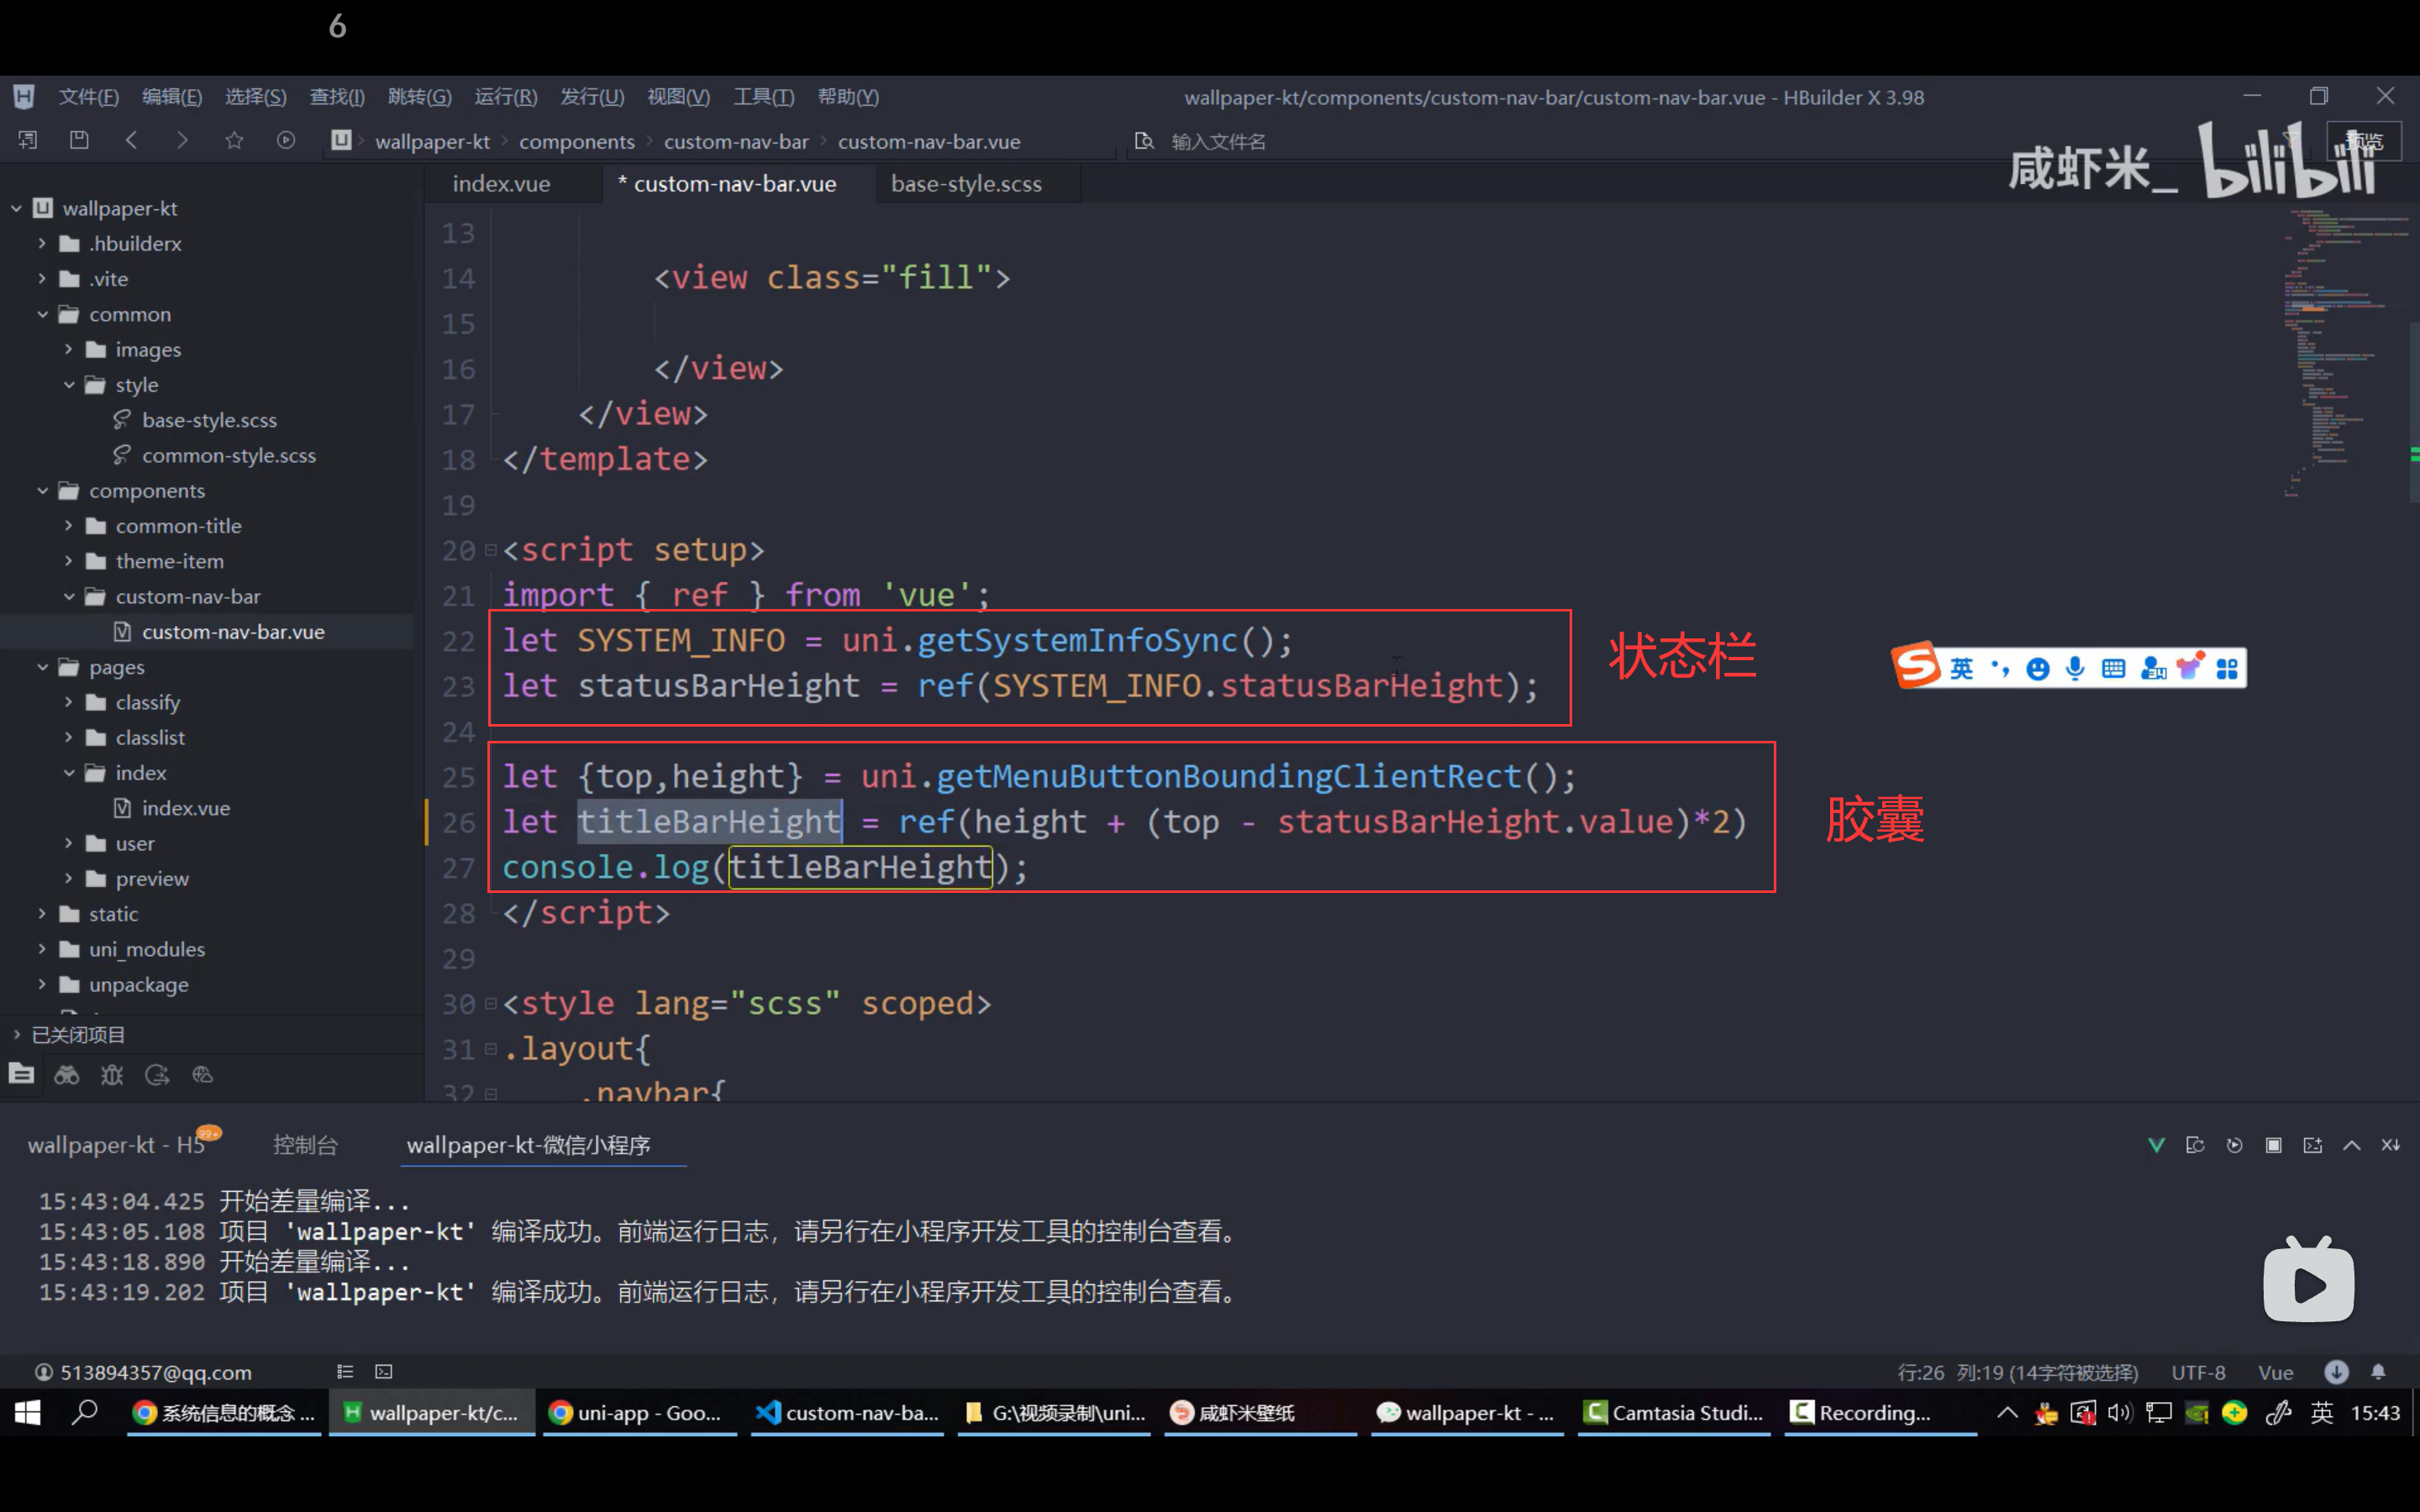 6
文件(F) 编辑(E) 选择(S) 查找(I) 跳转(G) 运行(R) 发行(U) 视图(V) 工具(T) 帮助(Y)
wallpaper-kt/components/custom-nav-bar/custom-nav-bar.vue - HBuilder X 3.98
wallpaper-kt components custom-nav-bar custom-nav-bar.vue
输入文件名
预览
咸虾米_ bilibili
index.vue
* custom-nav-bar.vue
base-style.scss
wallpaper-kt
.hbuilderx
.vite
common
images
style
base-style.scss
common-style.scss
components
common-title
theme-item
custom-nav-bar
custom-nav-bar.vue
pages
classify
classlist
index
index.vue
user
preview
static
uni_modules
unpackage
已关闭项目
13
14 <view class="fill">
15
16 </view>
17 </view>
18 </template>
19
20 <script setup>
21 import { ref } from 'vue';
22 let SYSTEM_INFO = uni.getSystemInfoSync();
23 let statusBarHeight = ref(SYSTEM_INFO.statusBarHeight);
状态栏
24
25 let {top,height} = uni.getMenuButtonBoundingClientRect();
26 let titleBarHeight = ref(height + (top - statusBarHeight.value)*2)
27 console.log(titleBarHeight);
胶囊
28 </script>
29
30 <style lang="scss" scoped>
31 .layout{
32 .navbar{
英
wallpaper-kt - H5 99+
控制台
wallpaper-kt-微信小程序
15:43:04.425 开始差量编译...
15:43:05.108 项目 'wallpaper-kt' 编译成功。前端运行日志，请另行在小程序开发工具的控制台查看。
15:43:18.890 开始差量编译...
15:43:19.202 项目 'wallpaper-kt' 编译成功。前端运行日志，请另行在小程序开发工具的控制台查看。
513894357@qq.com
行:26 列:19 (14字符被选择) UTF-8 Vue
系统信息的概念 ...
wallpaper-kt/c...
uni-app - Goo...
custom-nav-ba...
G:\视频录制\uni...
咸虾米壁纸
wallpaper-kt - ...
Camtasia Studi...
Recording...
英 15:43